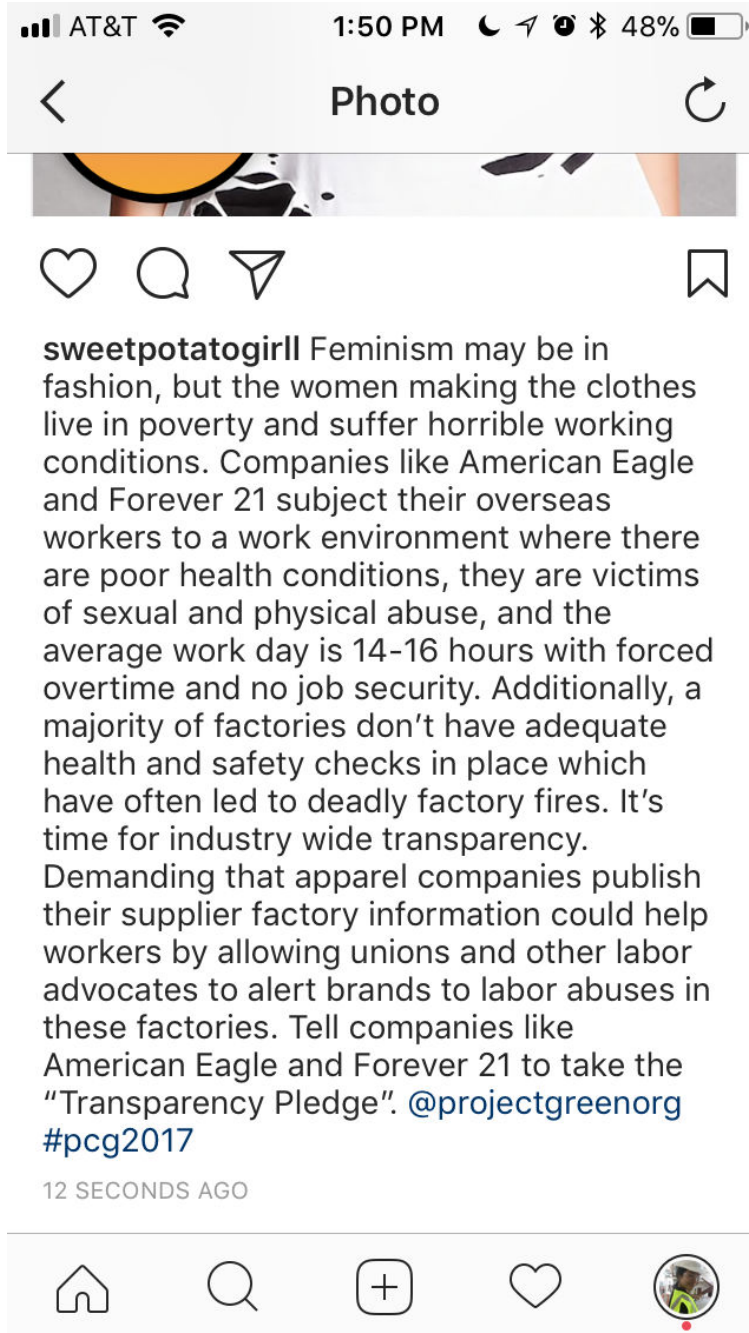 AT&T 1:50 PM 48%
Photo
sweetpotatogirll Feminism may be in
fashion, but the women making the clothes
live in poverty and suffer horrible working
conditions. Companies like American Eagle
and Forever 21 subject their overseas
workers to a work environment where there
are poor health conditions, they are victims
of sexual and physical abuse, and the
average work day is 14-16 hours with forced
overtime and no job security. Additionally, a
majority of factories don’t have adequate
health and safety checks in place which
have often led to deadly factory fires. It’s
time for industry wide transparency.
Demanding that apparel companies publish
their supplier factory information could help
workers by allowing unions and other labor
advocates to alert brands to labor abuses in
these factories. Tell companies like
American Eagle and Forever 21 to take the
“Transparency Pledge”. @projectgreenorg
#pcg2017
12 SECONDS AGO